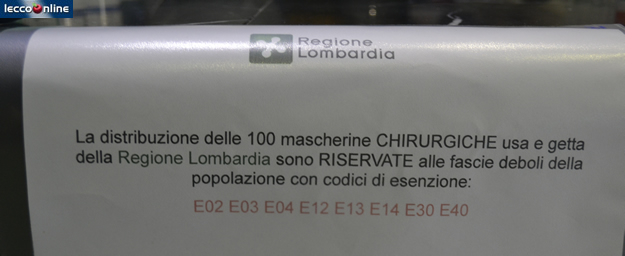 lecco online
Regione
Lombardia
La distribuzione delle 100 mascherine CHIRURGICHE usa e getta
della Regione Lombardia sono RISERVATE alle fascie deboli della
popolazione con codici di esenzione:
E02 E03 E04 E12 E13 E14 E30 E40